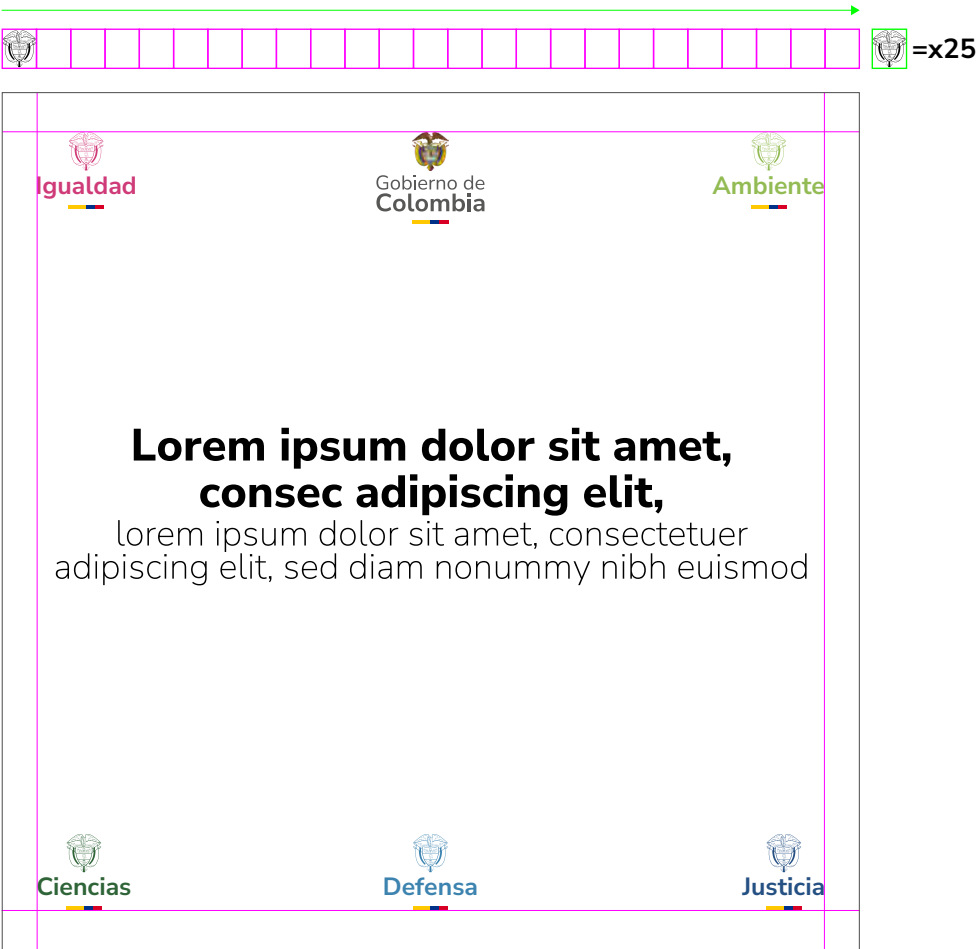 =x25
Igualdad
Gobierno de
Colombia
Ambiente
Lorem ipsum dolor sit amet,
consec adipiscing elit,
lorem ipsum dolor sit amet, consectetuer
adipiscing elit, sed diam nonummy nibh euismod
Ciencias
Defensa
Justicia